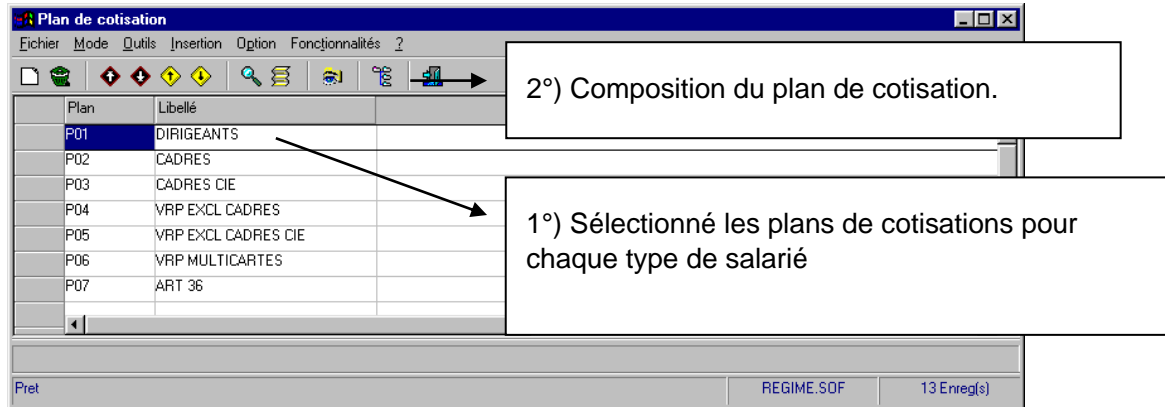 Plan de cotisation
Fichier Mode Outils Insertion Option Fonctionnalités ?
2°) Composition du plan de cotisation.
Plan Libellé
P01 DIRIGEANTS
P02 CADRES
P03 CADRES CIE
P04 VRP EXCL CADRES
P05 VRP EXCL CADRES CIE
P06 VRP MULTICARTES
P07 ART 36
1°) Sélectionné les plans de cotisations pour
chaque type de salarié
Pret REGIME.SOF 13 Enreg(s)